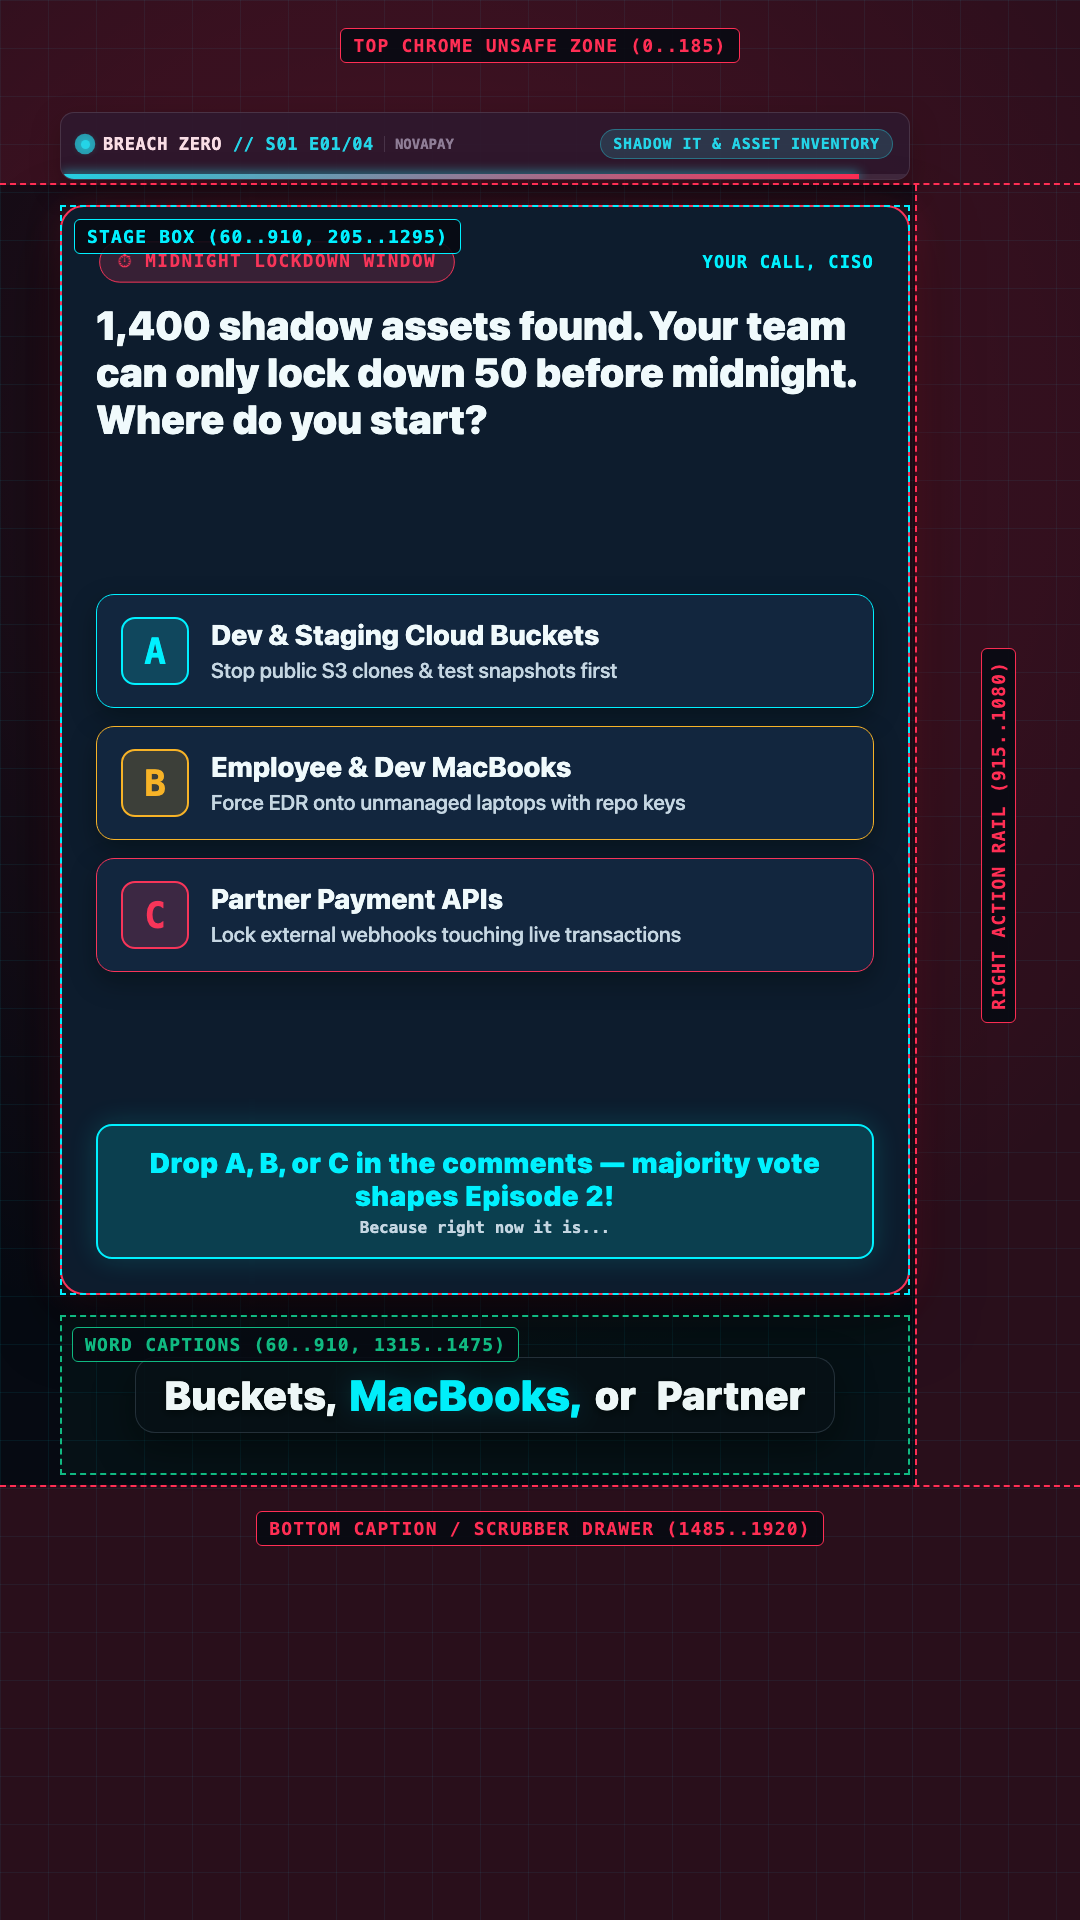 TOP CHROME UNSAFE ZONE (0..185)
BREACH ZERO // S01 E01/04 NOVAPAY SHADOW IT & ASSET INVENTORY
STAGE BOX (60..910, 205..1295)
⏱ MIDNIGHT LOCKDOWN WINDOW YOUR CALL, CISO
1,400 shadow assets found. Your team
can only lock down 50 before midnight.
Where do you start?
A Dev & Staging Cloud Buckets
Stop public S3 clones & test snapshots first
B Employee & Dev MacBooks
Force EDR onto unmanaged laptops with repo keys
C Partner Payment APIs
Lock external webhooks touching live transactions
RIGHT ACTION RAIL (915..1080)
Drop A, B, or C in the comments — majority vote
shapes Episode 2!
Because right now it is...
WORD CAPTIONS (60..910, 1315..1475)
Buckets, MacBooks, or Partner
BOTTOM CAPTION / SCRUBBER DRAWER (1485..1920)